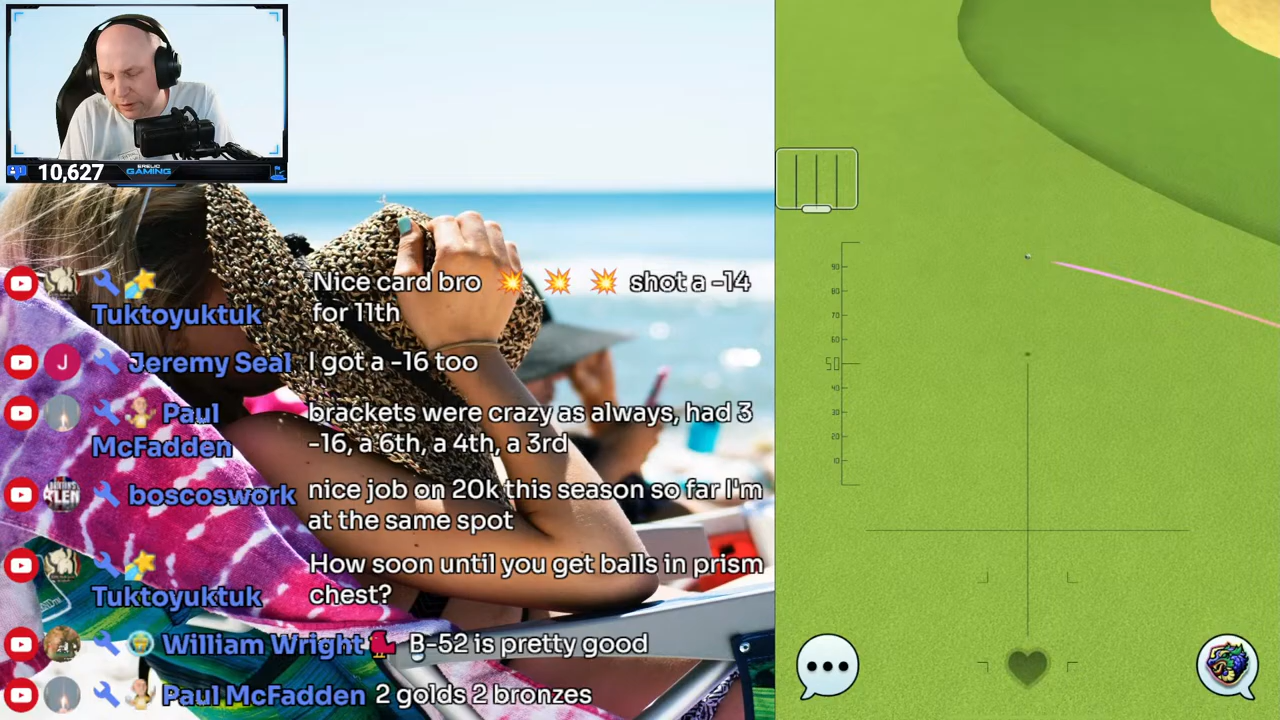 10,627
ERELIO
GAMING
Nice card bro 💥 💥 💥 shot a -14
Tuktoyuktuk for 11th
Jeremy Seal I got a -16 too
Paul brackets were crazy as always, had 3
McFadden -16, a 6th, a 4th, a 3rd
boscoswork nice job on 20k this season so far I'm
at the same spot
How soon until you get balls in prism
Tuktoyuktuk chest?
William Wright B-52 is pretty good
Paul McFadden 2 golds 2 bronzes
90
80
70
60
50
40
30
20
10